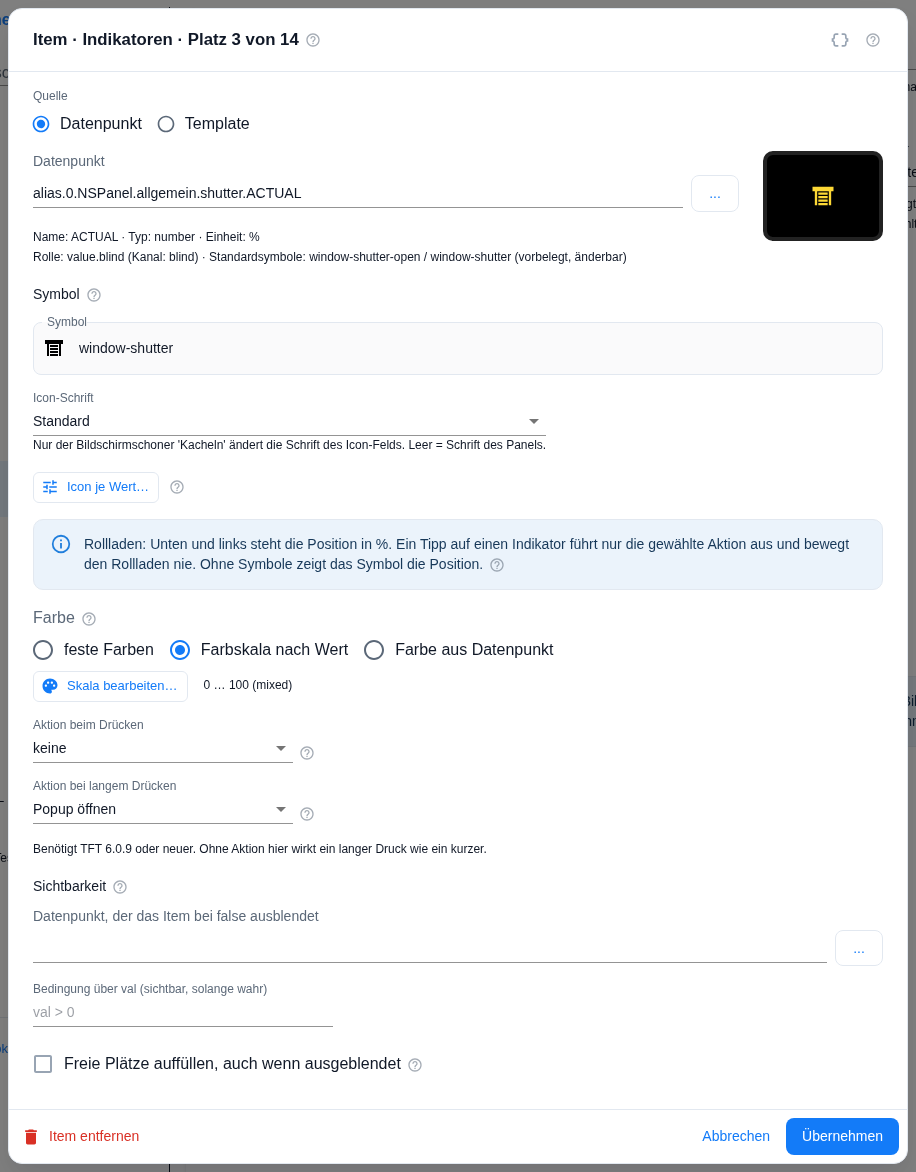 Item · Indikatoren · Platz 3 von 14
Quelle
Datenpunkt
Template
Datenpunkt
alias.0.NSPanel.allgemein.shutter.ACTUAL
...
Name: ACTUAL · Typ: number · Einheit: %
Rolle: value.blind (Kanal: blind) · Standardsymbole: window-shutter-open / window-shutter (vorbelegt, änderbar)
Symbol
Symbol
window-shutter
Icon-Schrift
Standard
Nur der Bildschirmschoner 'Kacheln' ändert die Schrift des Icon-Felds. Leer = Schrift des Panels.
Icon je Wert…
Rollladen: Unten und links steht die Position in %. Ein Tipp auf einen Indikator führt nur die gewählte Aktion aus und bewegt
den Rollladen nie. Ohne Symbole zeigt das Symbol die Position.
Farbe
feste Farben
Farbskala nach Wert
Farbe aus Datenpunkt
Skala bearbeiten…
0 … 100 (mixed)
Aktion beim Drücken
keine
Aktion bei langem Drücken
Popup öffnen
Benötigt TFT 6.0.9 oder neuer. Ohne Aktion hier wirkt ein langer Druck wie ein kurzer.
Sichtbarkeit
Datenpunkt, der das Item bei false ausblendet
...
Bedingung über val (sichtbar, solange wahr)
val > 0
Freie Plätze auffüllen, auch wenn ausgeblendet
Item entfernen
Abbrechen
Übernehmen